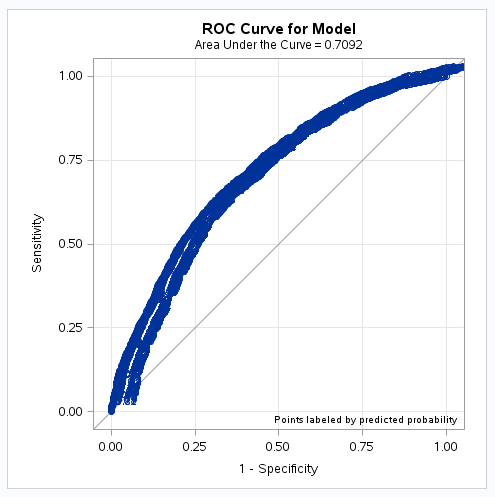 ROC Curve for Model
Area Under the Curve = 0.7092
1.00
0.75
0.50
0.25
0.00
Sensitivity
Points labeled by predicted probability
0.00 0.25 0.50 0.75 1.00
1 - Specificity